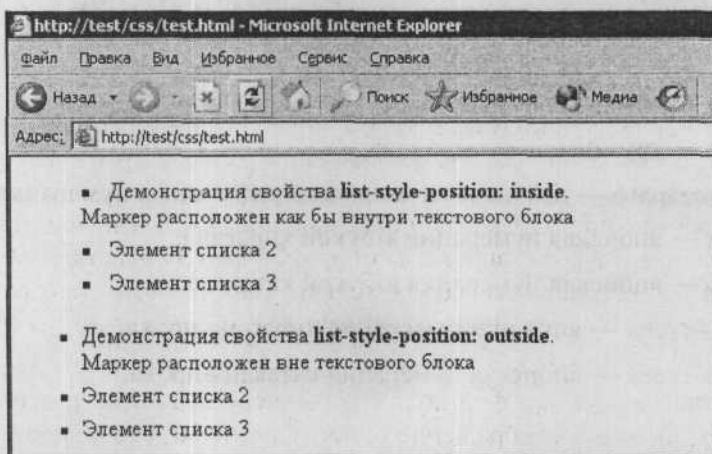 http://test/css/test.html - Microsoft Internet Explorer
Файл Правка Вид Избранное Сервис Справка
Назад Поиск Избранное Медиа
Адрес: http://test/css/test.html
Демонстрация свойства list-style-position: inside.
Маркер расположен как бы внутри текстового блока
Элемент списка 2
Элемент списка 3
Демонстрация свойства list-style-position: outside.
Маркер расположен вне текстового блока
Элемент списка 2
Элемент списка 3